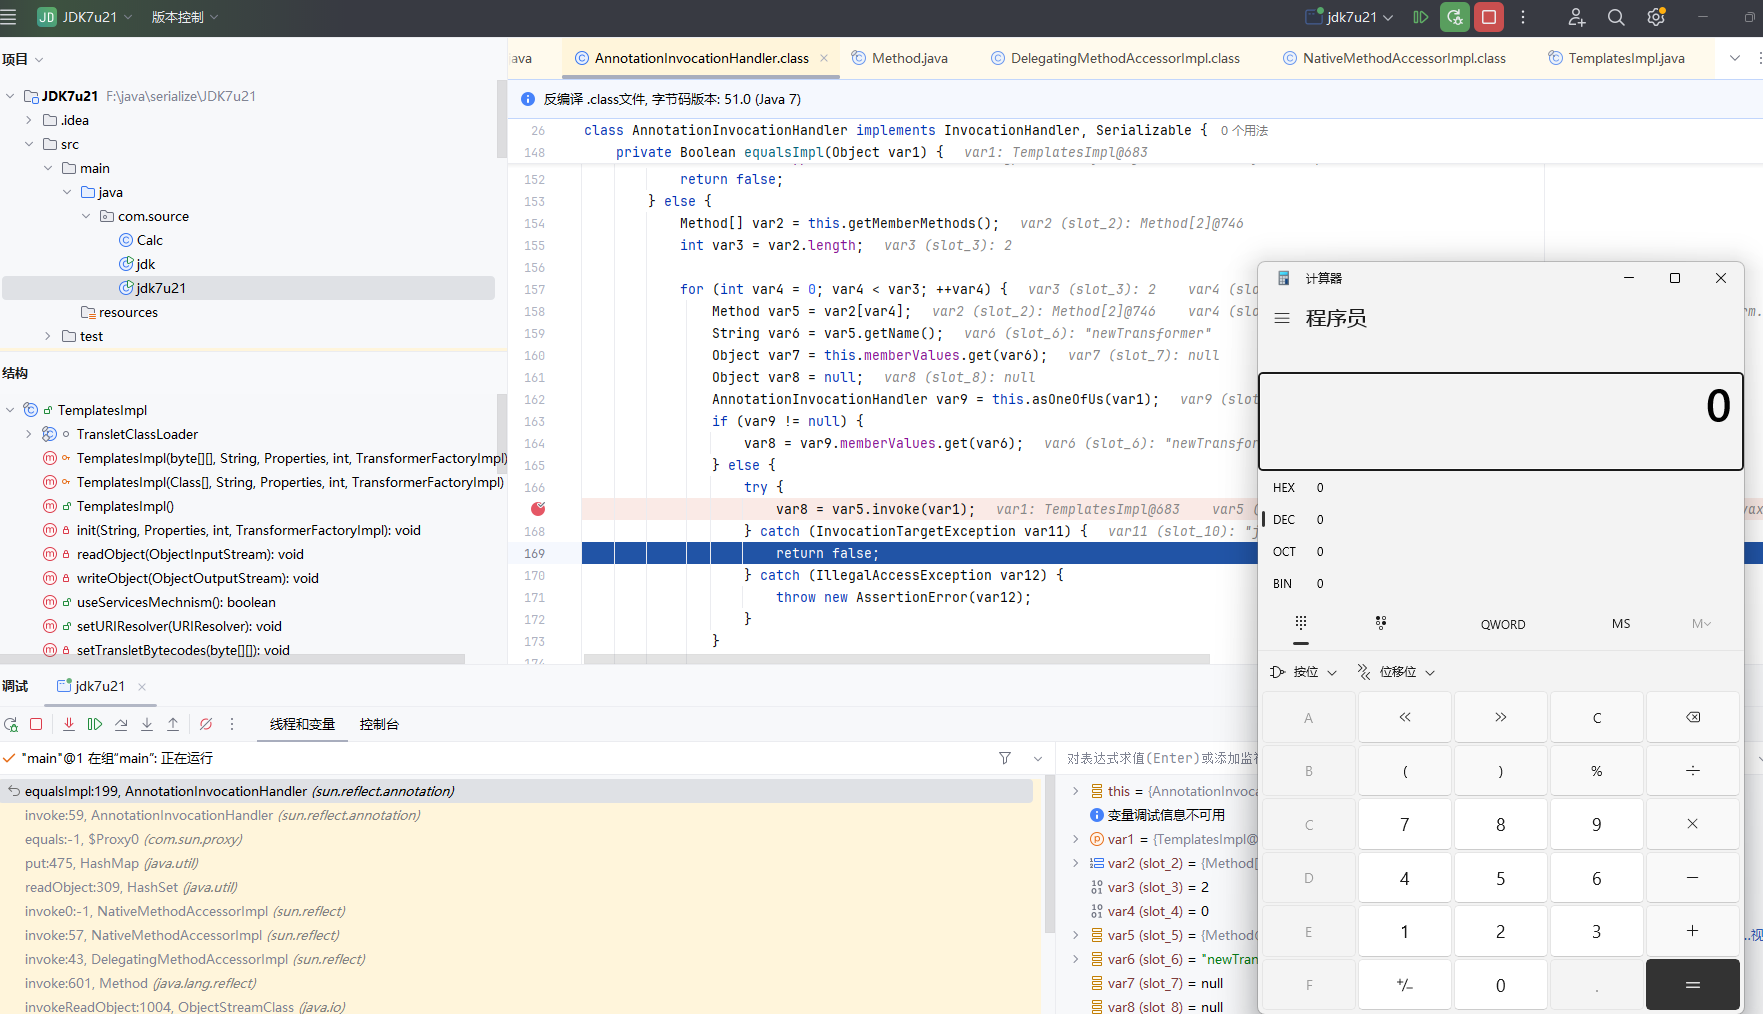 JD JDK7u21 版本控制 jdk7u21
项目
JDK7u21 F:\java\serialize\JDK7u21
.idea
src
main
java
com.source
Calc
jdk
jdk7u21
resources
test
结构
TemplatesImpl
TransletClassLoader
TemplatesImpl(byte[][], String, Properties, int, TransformerFactoryImpl)
TemplatesImpl(Class[], String, Properties, int, TransformerFactoryImpl)
TemplatesImpl()
init(String, Properties, int, TransformerFactoryImpl): void
readObject(ObjectInputStream): void
writeObject(ObjectOutputStream): void
useServicesMechnism(): boolean
setURIResolver(URIResolver): void
setTransletBytecodes(byte[][]): void
ava AnnotationInvocationHandler.class Method.java DelegatingMethodAccessorImpl.class NativeMethodAccessorImpl.class TemplatesImpl.java
反编译 .class文件, 字节码版本: 51.0 (Java 7)
26 class AnnotationInvocationHandler implements InvocationHandler, Serializable { 0 个用法
148 private Boolean equalsImpl(Object var1) { var1: TemplatesImpl@683
152 return false;
153 } else {
154 Method[] var2 = this.getMemberMethods(); var2 (slot_2): Method[2]@746
155 int var3 = var2.length; var3 (slot_3): 2
156
157 for (int var4 = 0; var4 < var3; ++var4) { var3 (slot_3): 2 var4 (slo
158 Method var5 = var2[var4]; var2 (slot_2): Method[2]@746 var4 (slo rm.
159 String var6 = var5.getName(); var6 (slot_6): "newTransformer"
160 Object var7 = this.memberValues.get(var6); var7 (slot_7): null
161 Object var8 = null; var8 (slot_8): null
162 AnnotationInvocationHandler var9 = this.asOneOfUs(var1); var9 (slot
163 if (var9 != null) {
164 var8 = var9.memberValues.get(var6); var6 (slot_6): "newTransfor
165 } else {
166 try {
var8 = var5.invoke(var1); var1: TemplatesImpl@683 var5 ( vax
168 } catch (InvocationTargetException var11) { var11 (slot_10): "j
169 return false;
170 } catch (IllegalAccessException var12) {
171 throw new AssertionError(var12);
172 }
173 }
174
调试 jdk7u21
线程和变量 控制台
"main"@1 在组"main": 正在运行
equalsImpl:199, AnnotationInvocationHandler (sun.reflect.annotation)
invoke:59, AnnotationInvocationHandler (sun.reflect.annotation)
equals:-1, $Proxy0 (com.sun.proxy)
put:475, HashMap (java.util)
readObject:309, HashSet (java.util)
invoke0:-1, NativeMethodAccessorImpl (sun.reflect)
invoke:57, NativeMethodAccessorImpl (sun.reflect)
invoke:43, DelegatingMethodAccessorImpl (sun.reflect)
invoke:601, Method (java.lang.reflect)
invokeReadObject:1004, ObjectStreamClass (java.io)
对表达式求值(Enter)或添加监视
this = {AnnotationInvoca
变量调试信息不可用
var1 = {TemplatesImpl@
var2 (slot_2) = {Method[
var3 (slot_3) = 2
var4 (slot_4) = 0
var5 (slot_5) = {Method@
var6 (slot_6) = "newTran
var7 (slot_7) = null
var8 (slot_8) = null
...视
计算器
程序员
0
HEX 0
DEC 0
OCT 0
BIN 0
QWORD MS M
按位 位移位
A << >> C
B ( ) % ÷
C 7 8 9 ×
D 4 5 6 −
E 1 2 3 +
F +/− 0 . =